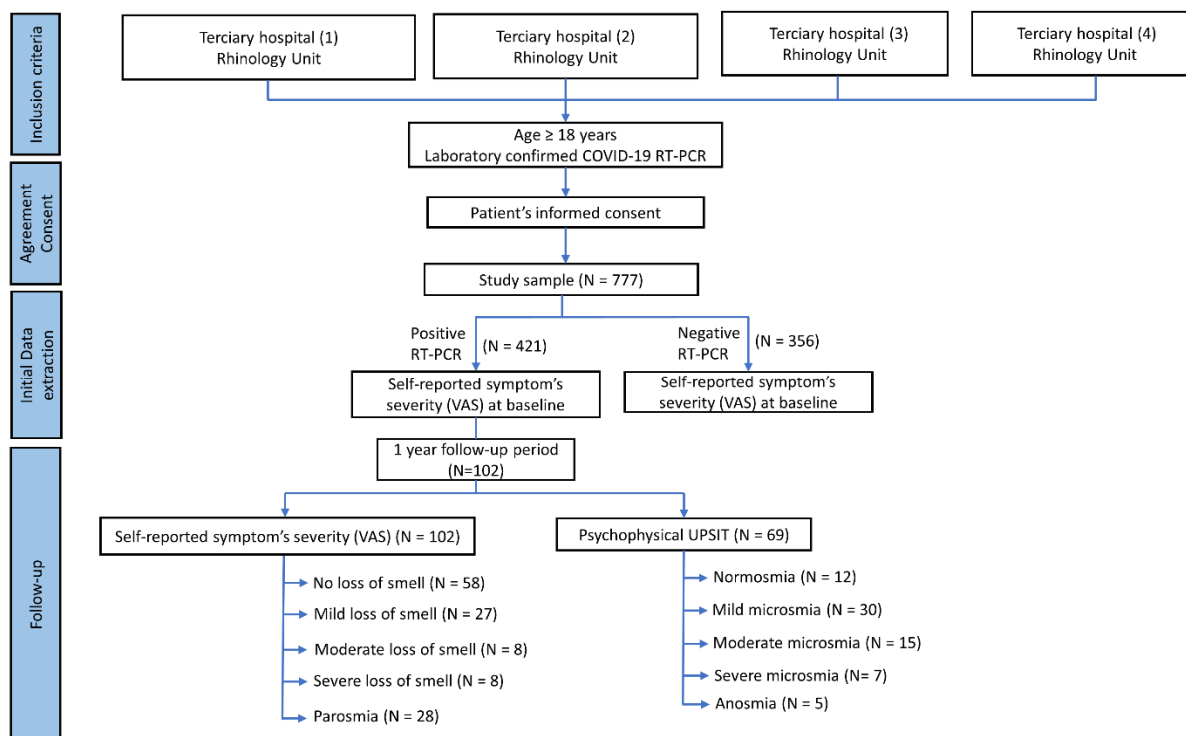 Inclusion criteria
Terciary hospital (1)
Rhinology Unit
Terciary hospital (2)
Rhinology Unit
Terciary hospital (3)
Rhinology Unit
Terciary hospital (4)
Rhinology Unit
Age ≥ 18 years
Laboratory confirmed COVID-19 RT-PCR
Agreement
Consent
Patient's informed consent
Study sample (N = 777)
Initial Data
extraction
Positive
RT-PCR
(N = 421)
Negative
RT-PCR
(N = 356)
Self-reported symptom's
severity (VAS) at baseline
Self-reported symptom's
severity (VAS) at baseline
Follow-up
1 year follow-up period
(N=102)
Self-reported symptom's severity (VAS) (N = 102)
No loss of smell (N = 58)
Mild loss of smell (N = 27)
Moderate loss of smell (N = 8)
Severe loss of smell (N = 8)
Parosmia (N = 28)
Psychophysical UPSIT (N = 69)
Normosmia (N = 12)
Mild microsmia (N = 30)
Moderate microsmia (N = 15)
Severe microsmia (N= 7)
Anosmia (N = 5)